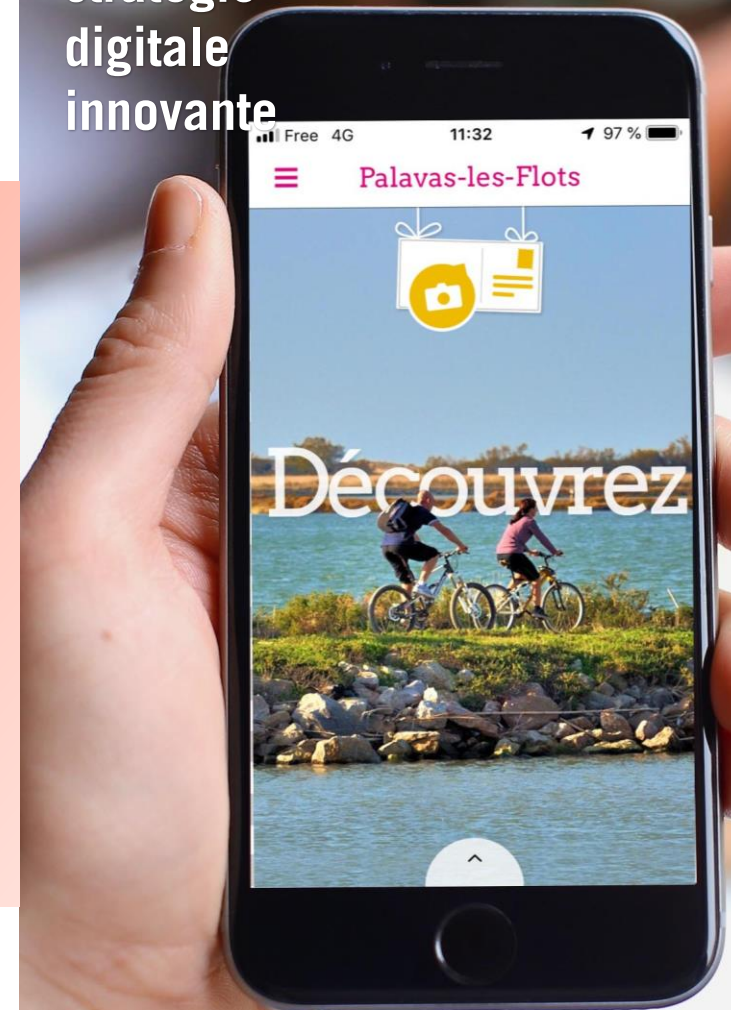 digitale
innovante
Free 4G 11:32 97 %
Palavas-les-Flots
Découvrez